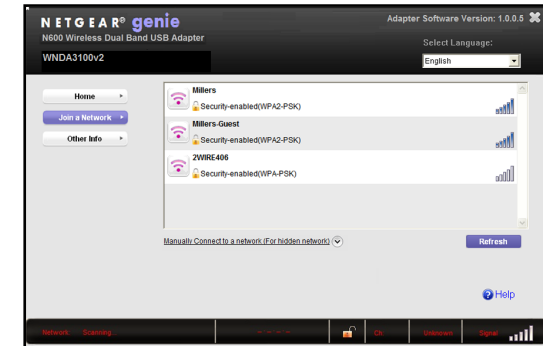 NETGEAR® genie
Adapter Software Version: 1.0.0.5
N600 Wireless Dual Band USB Adapter
Select Language:
WNDA3100v2
English
Home
Join a Network
Other Info
Millers
Security-enabled(WPA2-PSK)
Millers-Guest
Security-enabled(WPA2-PSK)
2WIRE406
Security-enabled(WPA-PSK)
Manually Connect to a network (For hidden network)
Refresh
Help
Network: Scanning...
- - - -
Ch:
Unknown
Signal